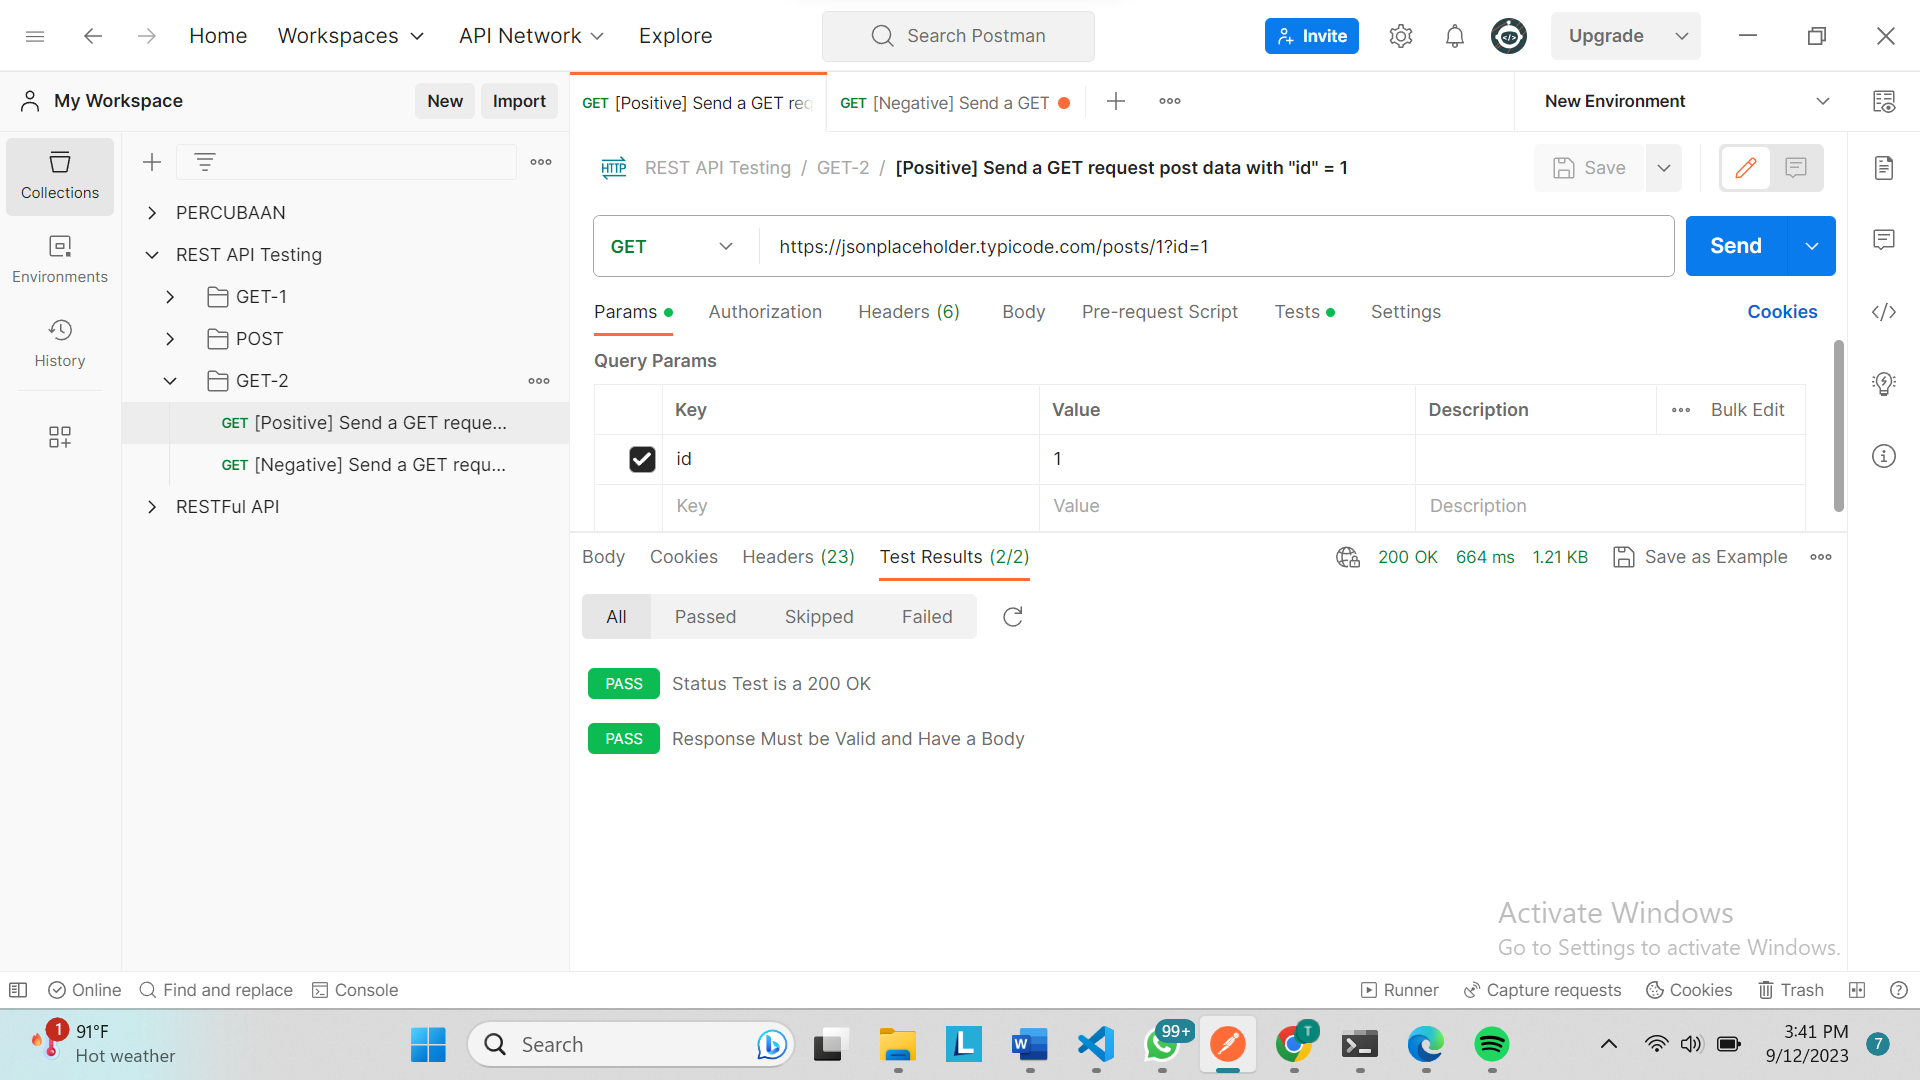 Home
Workspaces
API Network
Explore
Search Postman
Invite
Upgrade
My Workspace
New
Import
GET [Positive] Send a GET req
GET [Negative] Send a GET
New Environment
Collections
Environments
History
PERCUBAAN
REST API Testing
GET-1
POST
GET-2
GET [Positive] Send a GET reque...
GET [Negative] Send a GET requ...
RESTFul API
HTTP
REST API Testing / GET-2 / [Positive] Send a GET request post data with "id" = 1
Save
GET
https://jsonplaceholder.typicode.com/posts/1?id=1
Send
Params
Authorization
Headers (6)
Body
Pre-request Script
Tests
Settings
Cookies
Query Params
Key
Value
Description
Bulk Edit
id
1
Key
Value
Description
Body
Cookies
Headers (23)
Test Results (2/2)
200 OK
664 ms
1.21 KB
Save as Example
All
Passed
Skipped
Failed
PASS Status Test is a 200 OK
PASS Response Must be Valid and Have a Body
Activate Windows
Go to Settings to activate Windows.
Online
Find and replace
Console
Runner
Capture requests
Cookies
Trash
1
91°F
Hot weather
Search
L
W
99+
T
3:41 PM
9/12/2023
7